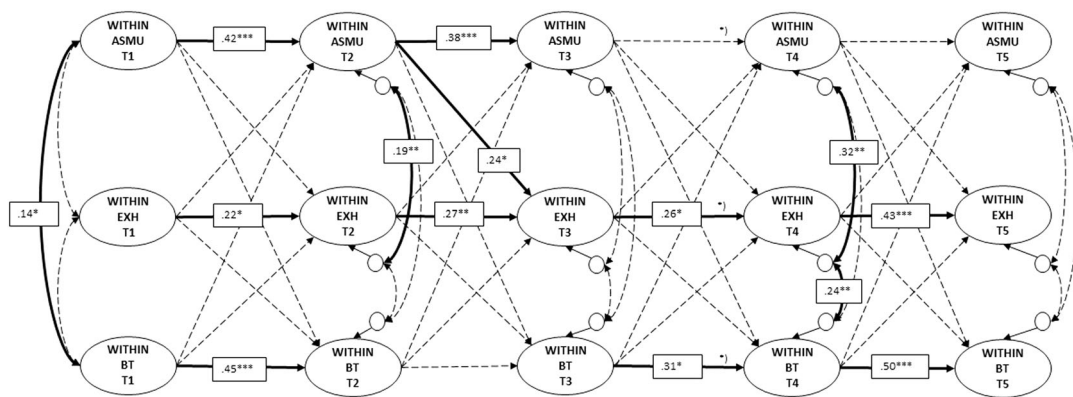 WITHIN
ASMU
T1
.42***
WITHIN
ASMU
T2
.38***
WITHIN
ASMU
T3
*)
WITHIN
ASMU
T4
WITHIN
ASMU
T5
.19**
.24*
.32**
.14*
WITHIN
EXH
T1
.22*
WITHIN
EXH
T2
.27**
WITHIN
EXH
T3
.26*
*)
WITHIN
EXH
T4
.43***
WITHIN
EXH
T5
.24**
WITHIN
BT
T1
.45***
WITHIN
BT
T2
WITHIN
BT
T3
.31*
*)
WITHIN
BT
T4
.50***
WITHIN
BT
T5